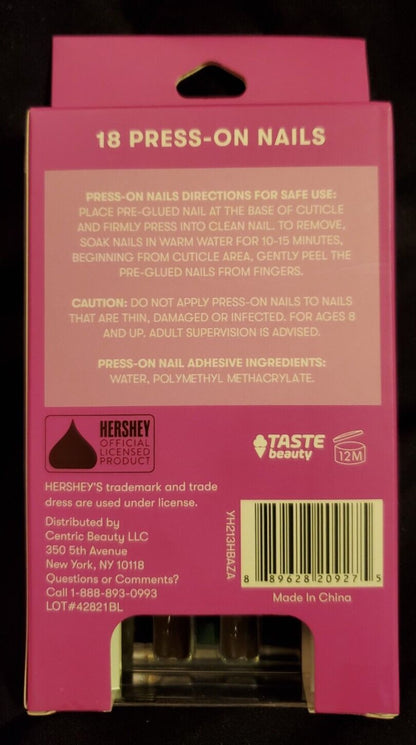 18 PRESS-ON NAILS
PRESS-ON NAILS DIRECTIONS FOR SAFE USE:
PLACE PRE-GLUED NAIL AT THE BASE OF CUTICLE
AND FIRMLY PRESS INTO CLEAN NAIL. TO REMOVE,
SOAK NAILS IN WARM WATER FOR 10-15 MINUTES,
BEGINNING FROM CUTICLE AREA, GENTLY PEEL THE
PRE-GLUED NAILS FROM FINGERS.
CAUTION: DO NOT APPLY PRESS-ON NAILS TO NAILS
THAT ARE THIN, DAMAGED OR INFECTED. FOR AGES 8
AND UP. ADULT SUPERVISION IS ADVISED.
PRESS-ON NAIL ADHESIVE INGREDIENTS:
WATER, POLYMETHYL METHACRYLATE.
HERSHEY
OFFICIAL
LICENSED
PRODUCT
TASTE
beauty
12M
HERSHEY'S trademark and trade
dress are used under license.
Distributed by
Centric Beauty LLC
350 5th Avenue
New York, NY 10118
Questions or Comments?
Call 1-888-893-0993
LOT#42821BL
YH213HBAZA
8 89628 20927 5
Made In China